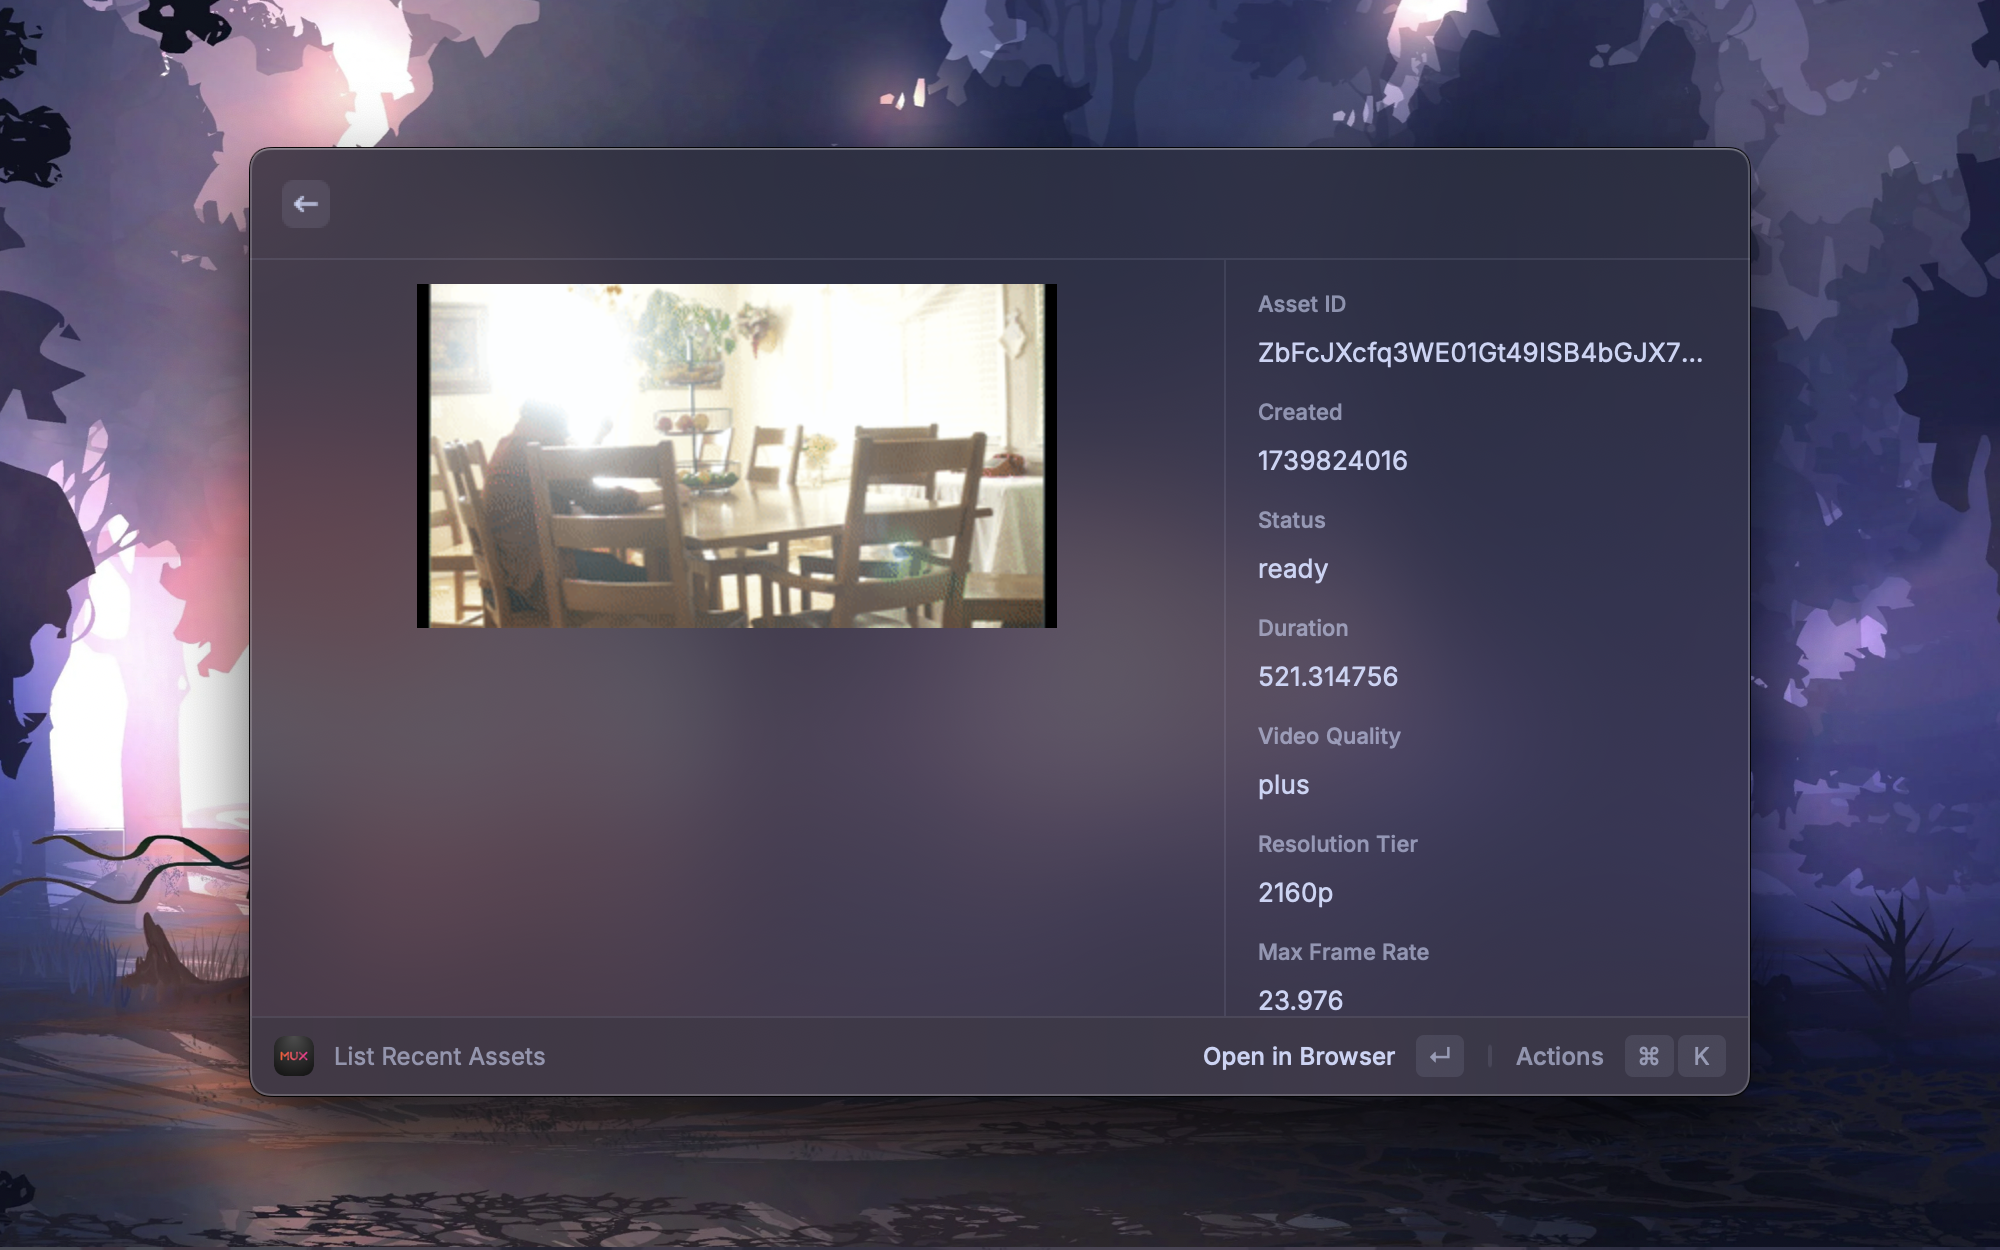 Asset ID
ZbFcJXcfq3WE01Gt49ISB4bGJX7...
Created
1739824016
Status
ready
Duration
521.314756
Video Quality
plus
Resolution Tier
2160p
Max Frame Rate
23.976
MUX List Recent Assets
Open in Browser Actions ⌘ K